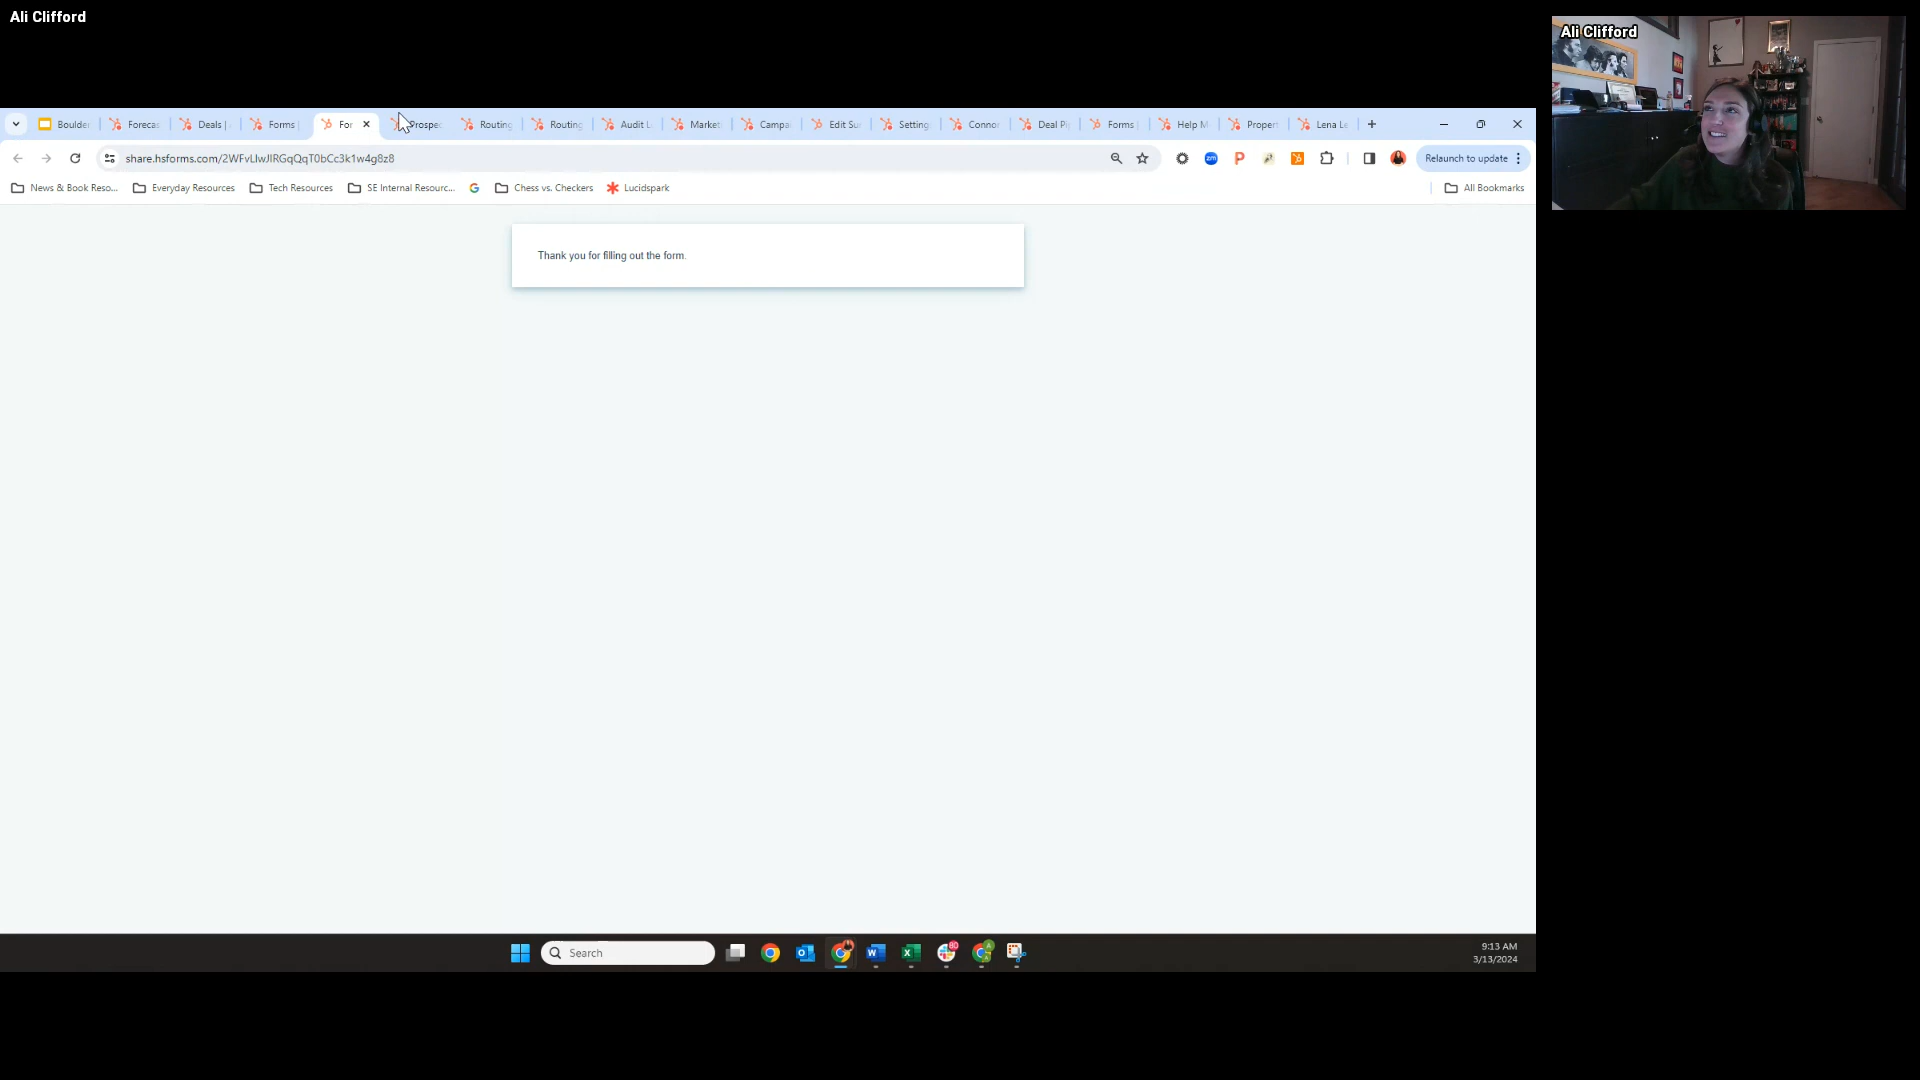 Ali Clifford
Ali Clifford
Boulder
Forecas
Deals |
Forms |
For
Prospec
Routing
Routing
Audit L
Market
Campa
Edit Su
Setting
Connor
Deal Pi
Forms |
Help M
Propert
Lena Le
share.hsforms.com/2WFvLlwJIRGqQqT0bCc3k1w4g8z8
Relaunch to update
News & Book Reso...
Everyday Resources
Tech Resources
SE Internal Resourc...
Chess vs. Checkers
Lucidspark
All Bookmarks
Thank you for filling out the form.
Search
9:13 AM
3/13/2024